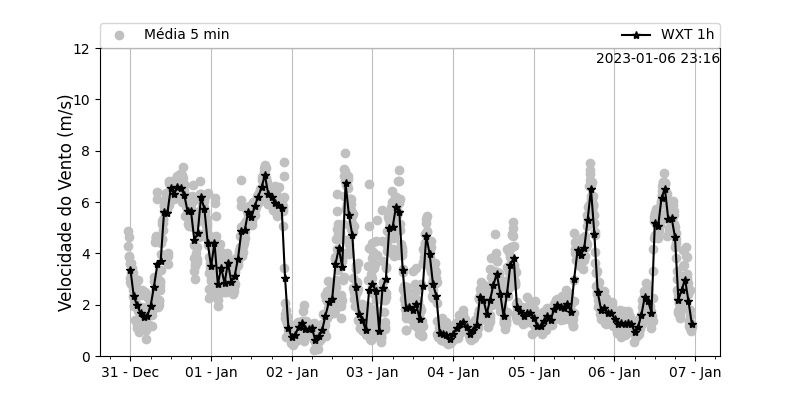 Média 5 min
WXT 1h
2023-01-06 23:16
Velocidade do Vento (m/s)
12
10
8
6
4
2
0
31 - Dec
01 - Jan
02 - Jan
03 - Jan
04 - Jan
05 - Jan
06 - Jan
07 - Jan